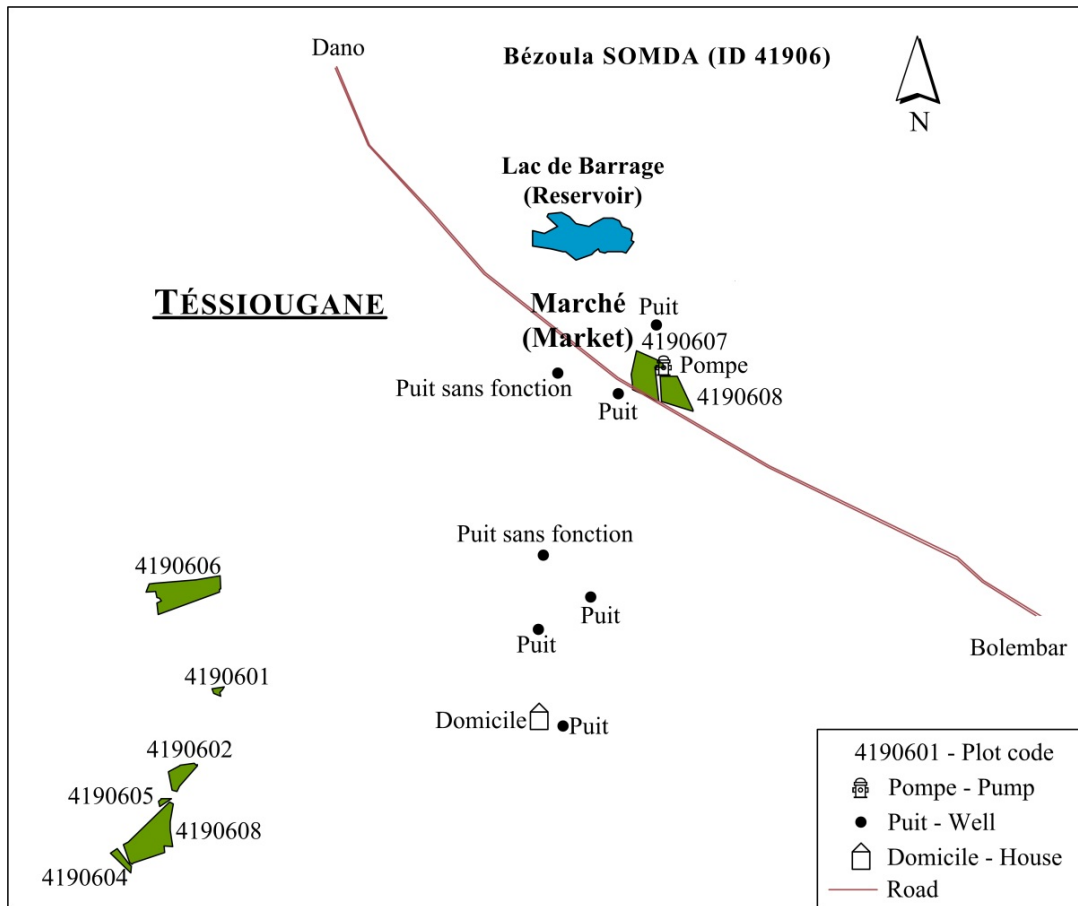 Dano
Bézoula SOMDA (ID 41906)
N
Lac de Barrage
(Reservoir)
TÉSSIOUGANE
Marché
(Market)
Puit
4190607
Pompe
Puit sans fonction
4190608
Puit
Puit sans fonction
4190606
Puit
Puit
Bolembar
4190601
Domicile
Puit
4190602
4190605
4190608
4190604
4190601 - Plot code
Pompe - Pump
Puit - Well
Domicile - House
Road